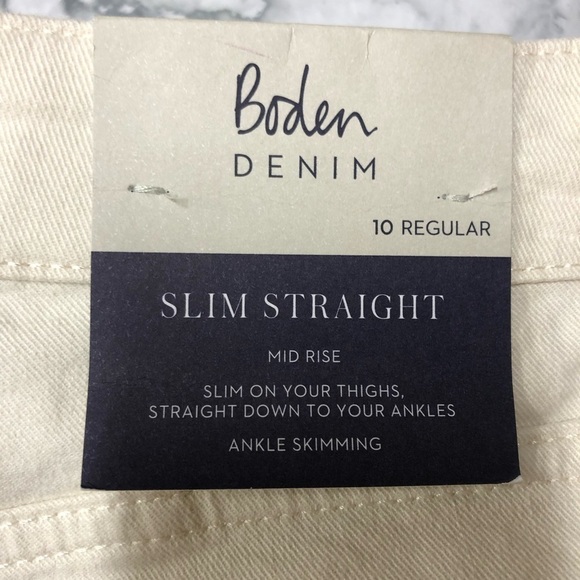 Boden
DENIM
10 REGULAR
SLIM STRAIGHT
MID RISE
SLIM ON YOUR THIGHS,
STRAIGHT DOWN TO YOUR ANKLES
ANKLE SKIMMING